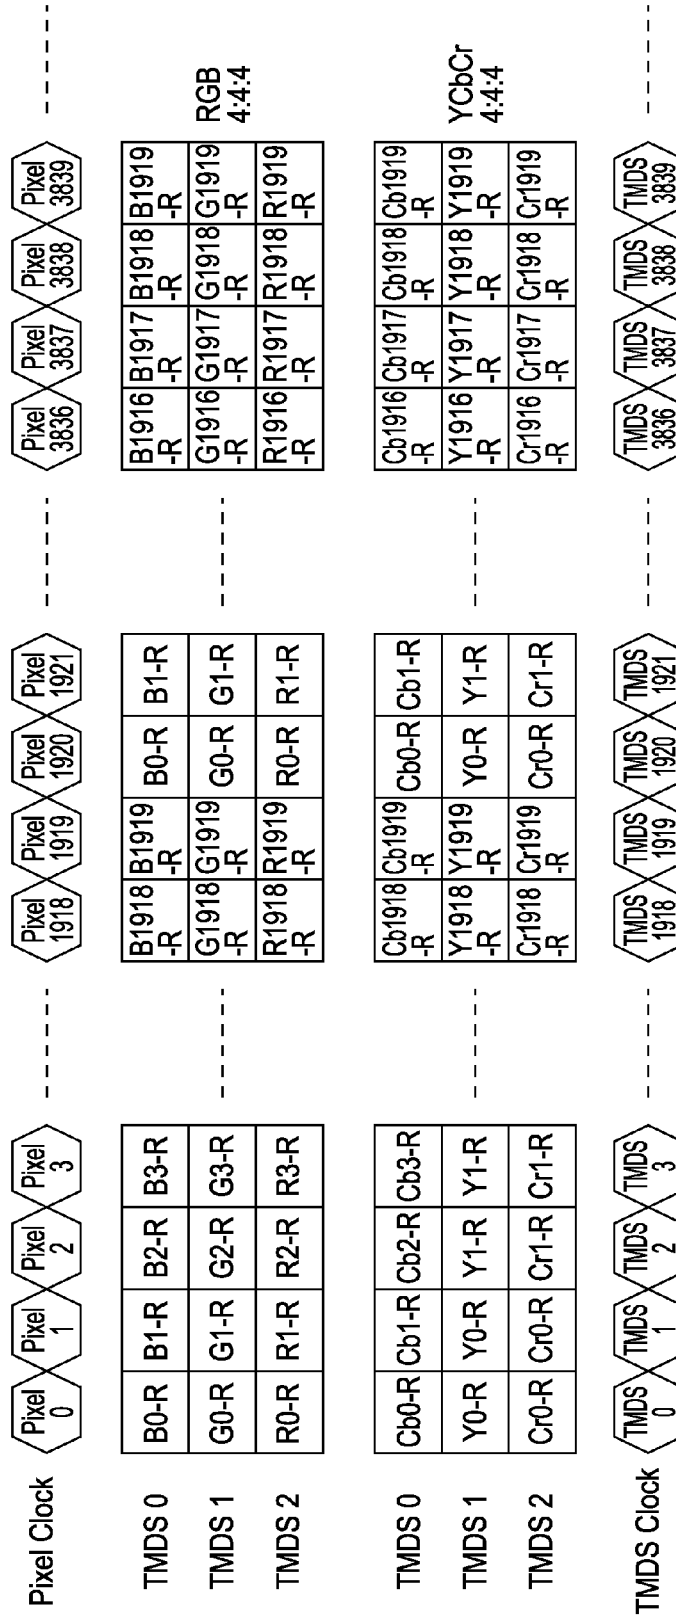 Pixel Clock Pixel 0 Pixel 1 Pixel 2 Pixel 3 Pixel 1918 Pixel 1919 Pixel 1920 Pixel 1921 Pixel 3836 Pixel 3837 Pixel 3838 Pixel 3839
TMDS 0 B0-R B1-R B2-R B3-R B1918-R B1919-R B0-R B1-R B1916-R B1917-R B1918-R B1919-R
TMDS 1 G0-R G1-R G2-R G3-R G1918-R G1919-R G0-R G1-R G1916-R G1917-R G1918-R G1919-R
TMDS 2 R0-R R1-R R2-R R3-R R1918-R R1919-R R0-R R1-R R1916-R R1917-R R1918-R R1919-R
RGB
4:4:4
TMDS 0 Cb0-R Cb1-R Cb2-R Cb3-R Cb1918-R Cb1919-R Cb0-R Cb1-R Cb1916-R Cb1917-R Cb1918-R Cb1919-R
TMDS 1 Y0-R Y0-R Y1-R Y1-R Y1918-R Y1919-R Y0-R Y1-R Y1916-R Y1917-R Y1918-R Y1919-R
TMDS 2 Cr0-R Cr0-R Cr1-R Cr1-R Cr1918-R Cr1919-R Cr0-R Cr1-R Cr1916-R Cr1917-R Cr1918-R Cr1919-R
YCbCr
4:4:4
TMDS Clock TMDS 0 TMDS 1 TMDS 2 TMDS 3 TMDS 1918 TMDS 1919 TMDS 1920 TMDS 1921 TMDS 3836 TMDS 3837 TMDS 3838 TMDS 3839